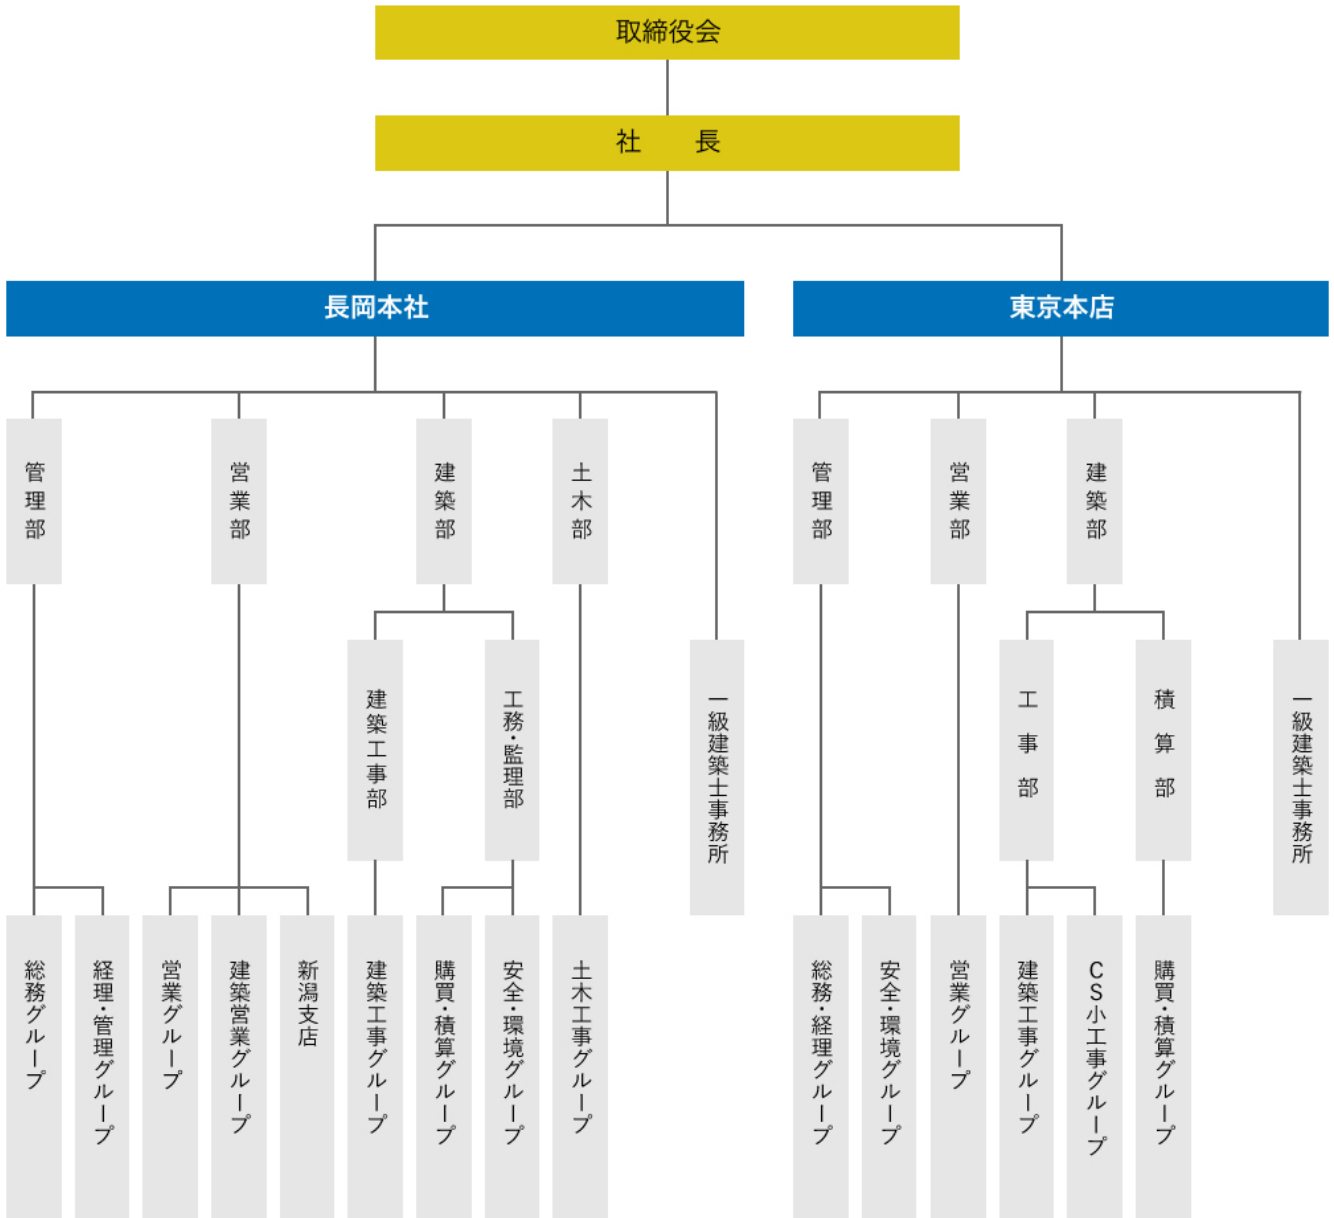 取締役会
社　　長
長岡本社
東京本店
管理部
営業部
建築部
土木部
管理部
営業部
建築部
建築工事部
工務・監理部
一級建築士事務所
工事部
積算部
一級建築士事務所
総務グループ
経理・管理グループ
営業グループ
建築営業グループ
新潟支店
建築工事グループ
購買・積算グループ
安全・環境グループ
土木工事グループ
総務・経理グループ
安全・環境グループ
営業グループ
建築工事グループ
CS小工事グループ
購買・積算グループ